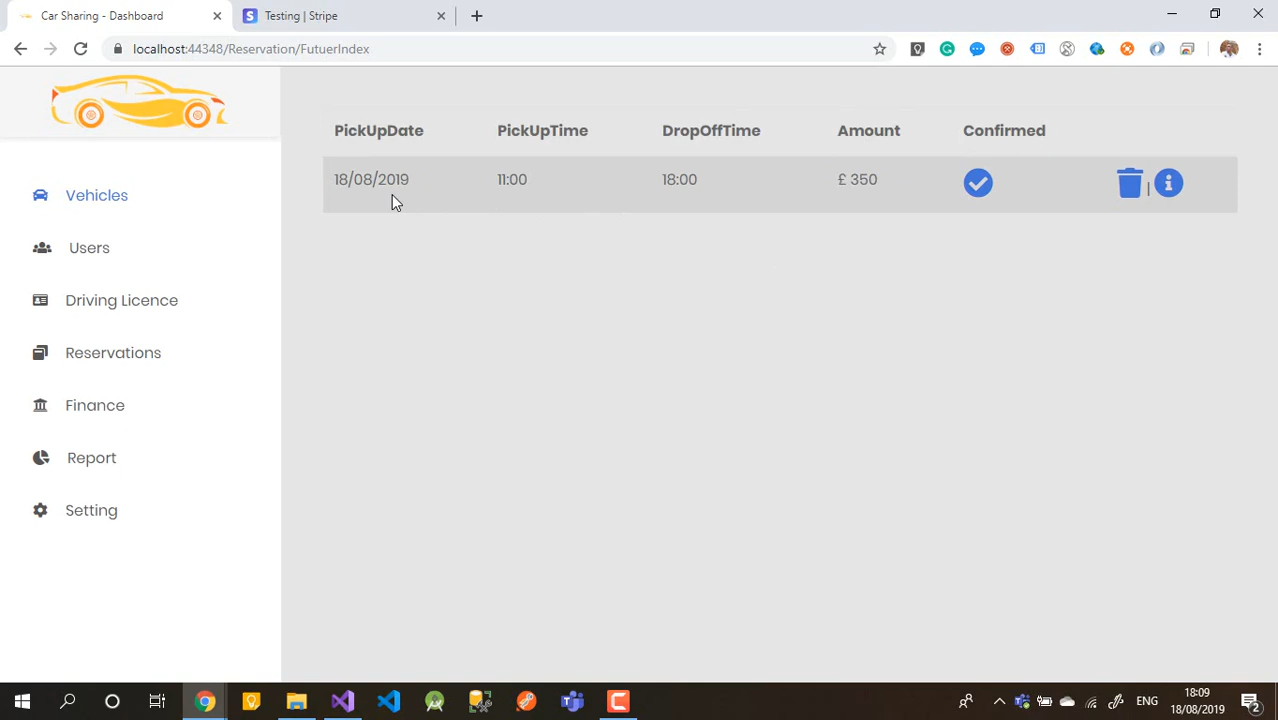 Car Sharing - Dashboard
Testing | Stripe
localhost:44348/Reservation/FutuerIndex
PickUpDate PickUpTime DropOffTime Amount Confirmed
18/08/2019 11:00 18:00 £ 350 |
Vehicles
Users
Driving Licence
Reservations
Finance
Report
Setting
ENG
18:09
18/08/2019
2